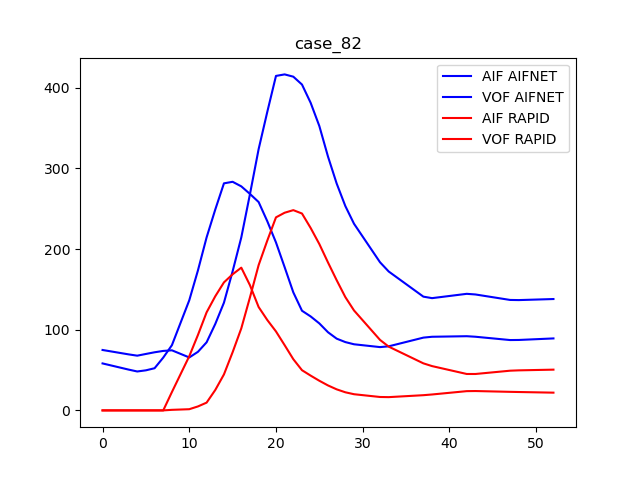 case_82
AIF AIFNET
VOF AIFNET
AIF RAPID
VOF RAPID
400
300
200
100
0
0 10 20 30 40 50